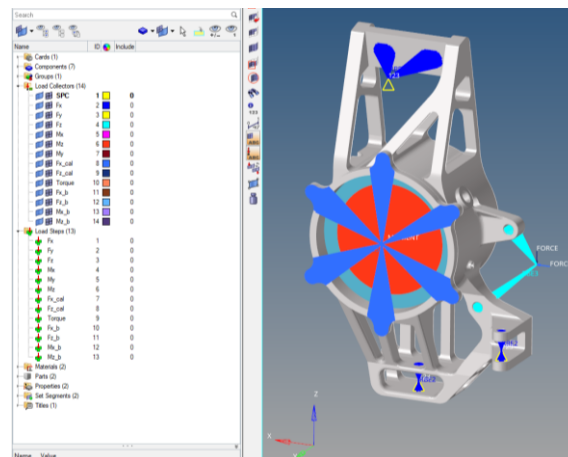 Search
Name ID Include
Cards (1)
Components (7)
Groups (1)
Load Collectors (14)
SPC 1 0
Fx 2 0
Fy 3 0
Fz 4 0
Mx 5 0
Mz 6 0
My 7 0
Fx_cal 8 0
Fz_cal 9 0
Torque 10 0
Fx_b 11 0
Fz_b 12 0
Mx_b 13 0
Mz_b 14 0
Load Steps (13)
Fx 1 0
Fy 2 0
Fz 3 0
Mx 4 0
My 5 0
Mz 6 0
Fx_cal 7 0
Fz_cal 8 0
Torque 9 0
Fx_b 10 0
Fz_b 11 0
Mx_b 12 0
Mz_b 13 0
Materials (2)
Parts (2)
Properties (2)
Set Segments (2)
Titles (1)
Name Value
123
FORCE
FORC
Z
X